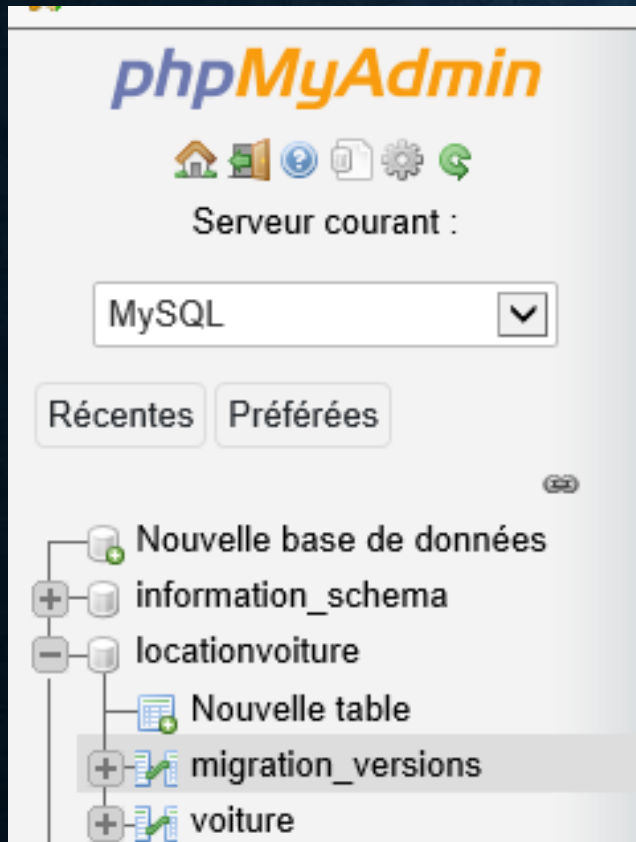 phpMyAdmin
Serveur courant :
MySQL
Récentes Préférées
Nouvelle base de données
information_schema
locationvoiture
Nouvelle table
migration_versions
voiture